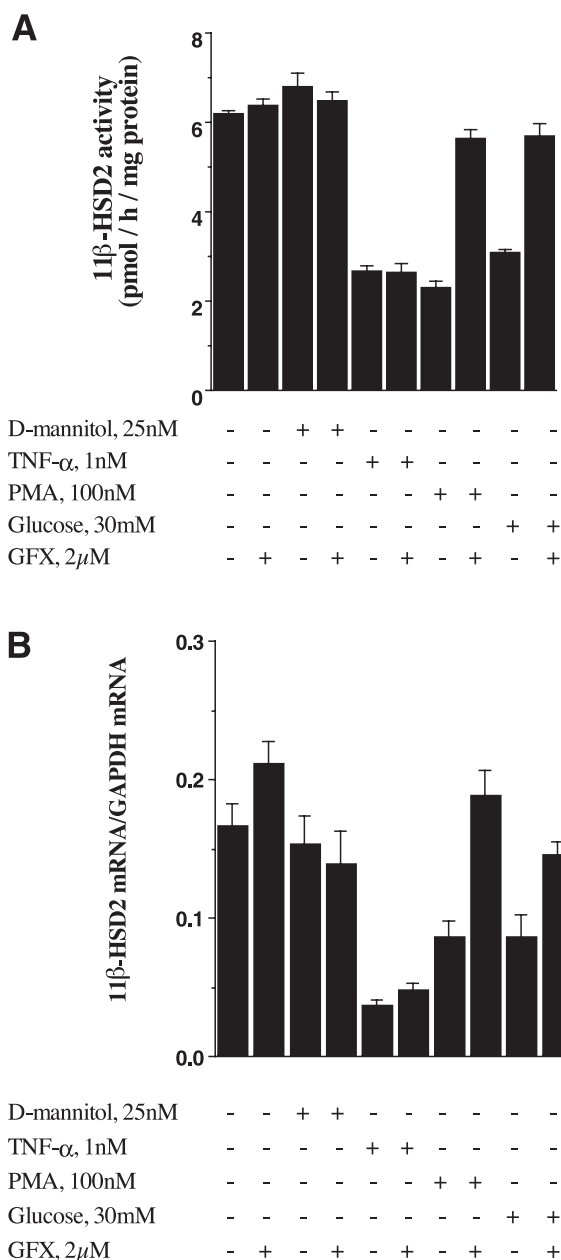 A
11β-HSD2 activity
(pmol / h / mg protein)
8
6
4
2
0
D-mannitol, 25nM - - + + - - - - - -
TNF-α, 1nM - - - - + + - - - -
PMA, 100nM - - - - - - + + - -
Glucose, 30mM - - - - - - - - + +
GFX, 2µM - + - + - + - + - +
B
11β-HSD2 mRNA/GAPDH mRNA
0.3
0.2
0.1
0.0
D-mannitol, 25nM - - + + - - - - - -
TNF-α, 1nM - - - - + + - - - -
PMA, 100nM - - - - - - + + - -
Glucose, 30mM - - - - - - - - + +
GFX, 2µM - + - + - + - + - +